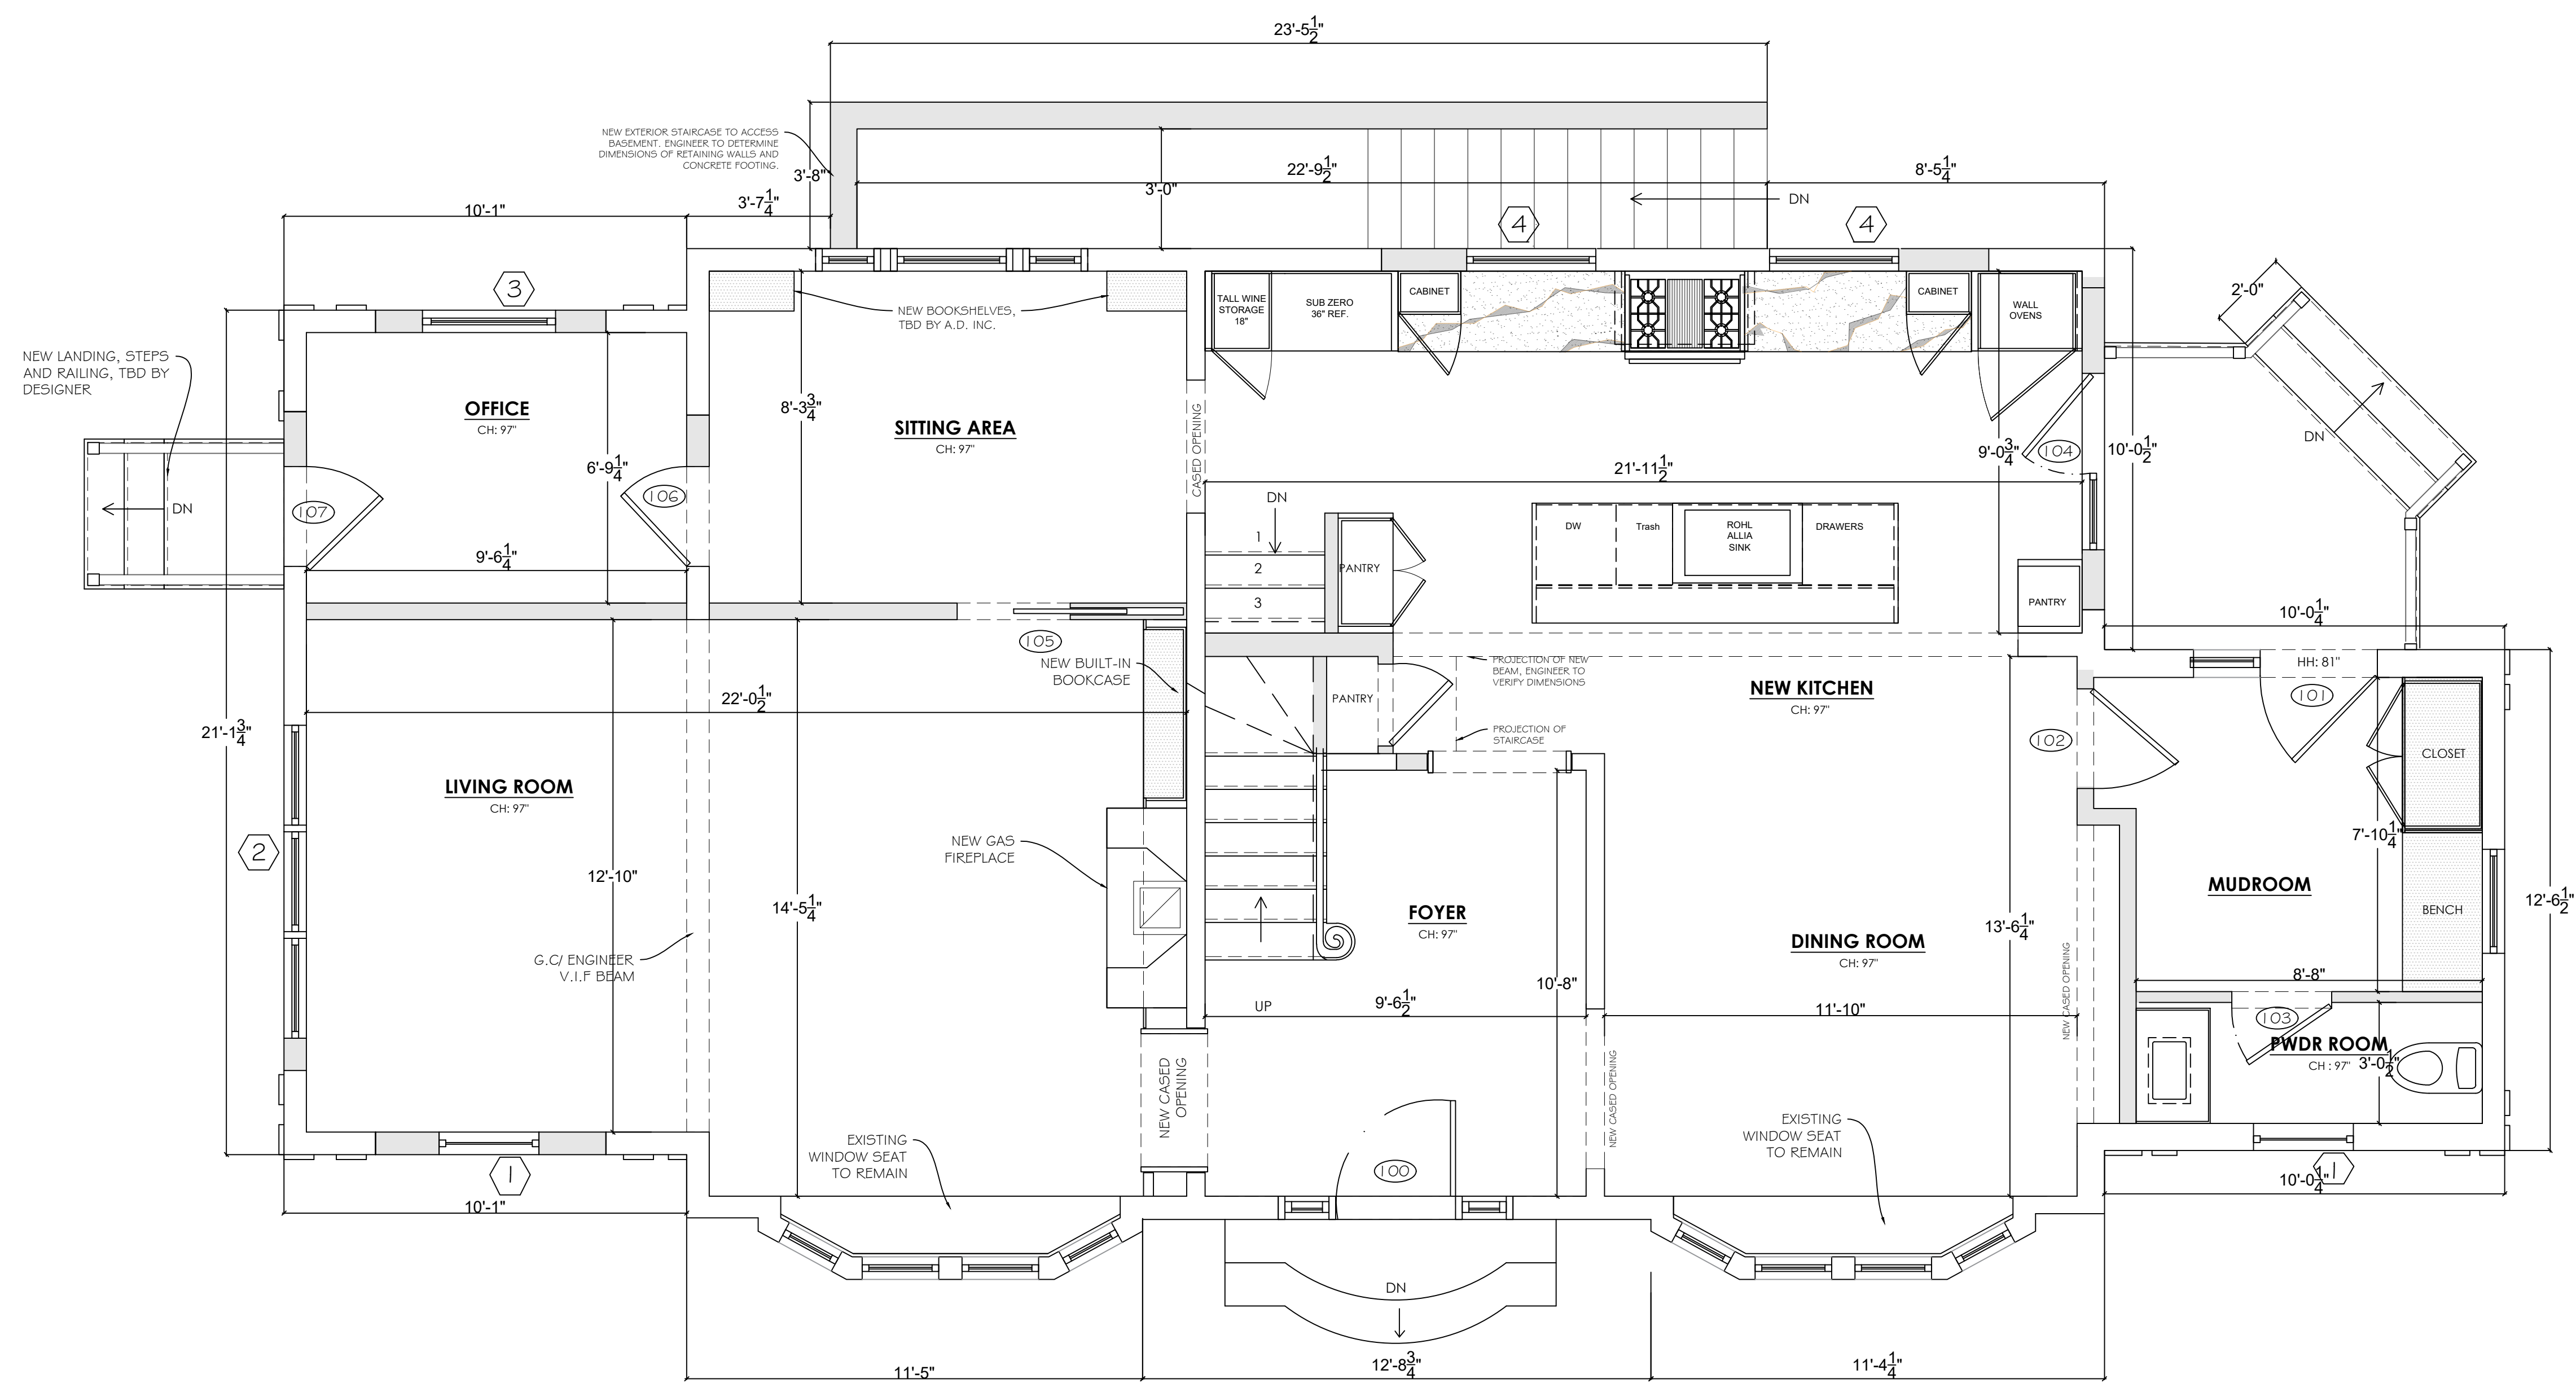 23'-5 1/2"
NEW EXTERIOR STAIRCASE TO ACCESS
BASEMENT. ENGINEER TO DETERMINE
DIMENSIONS OF RETAINING WALLS AND
CONCRETE FOOTING.
3'-8"
3'-0"
22'-9 1/2"
8'-5 1/4"
DN
10'-1"
3'-7 1/4"
4
4
3
2'-0"
NEW BOOKSHELVES,
TBD BY A.D. INC.
TALL WINE
STORAGE
18"
SUB ZERO
36" REF.
CABINET
CABINET
WALL
OVENS
NEW LANDING, STEPS
AND RAILING, TBD BY
DESIGNER
OFFICE
CH: 97"
8'-3 3/4"
SITTING AREA
CH: 97"
CASED OPENING
6'-9 1/4"
106
107
DN
9'-6 1/4"
21'-11 1/2"
9'-0 3/4"
104
10'-0 1/2"
DN
DN
1
2
3
PANTRY
DW
Trash
ROHL
ALLIA
SINK
DRAWERS
PANTRY
10'-0 1/4"
105
NEW BUILT-IN
BOOKCASE
PROJECTION OF NEW
BEAM, ENGINEER TO
VERIFY DIMENSIONS
HH: 81"
101
22'-0 1/2"
PANTRY
NEW KITCHEN
CH: 97"
PROJECTION OF
STAIRCASE
102
CLOSET
21'-1 3/4"
LIVING ROOM
CH: 97"
2
NEW GAS
FIREPLACE
7'-10 1/4"
12'-10"
14'-5 1/4"
MUDROOM
BENCH
12'-6 1/2"
FOYER
CH: 97"
DINING ROOM
CH: 97"
13'-6 1/4"
G.C/ ENGINEER
V.I.F BEAM
10'-8"
8'-8"
UP
9'-6 1/2"
11'-10"
NEW CASED OPENING
103
PWDR ROOM
CH : 97"
3'-0 1/2"
NEW CASED
OPENING
NEW CASED OPENING
EXISTING
WINDOW SEAT
TO REMAIN
100
EXISTING
WINDOW SEAT
TO REMAIN
1
1
10'-1"
10'-0 1/4"
DN
11'-5"
12'-8 3/4"
11'-4 1/4"